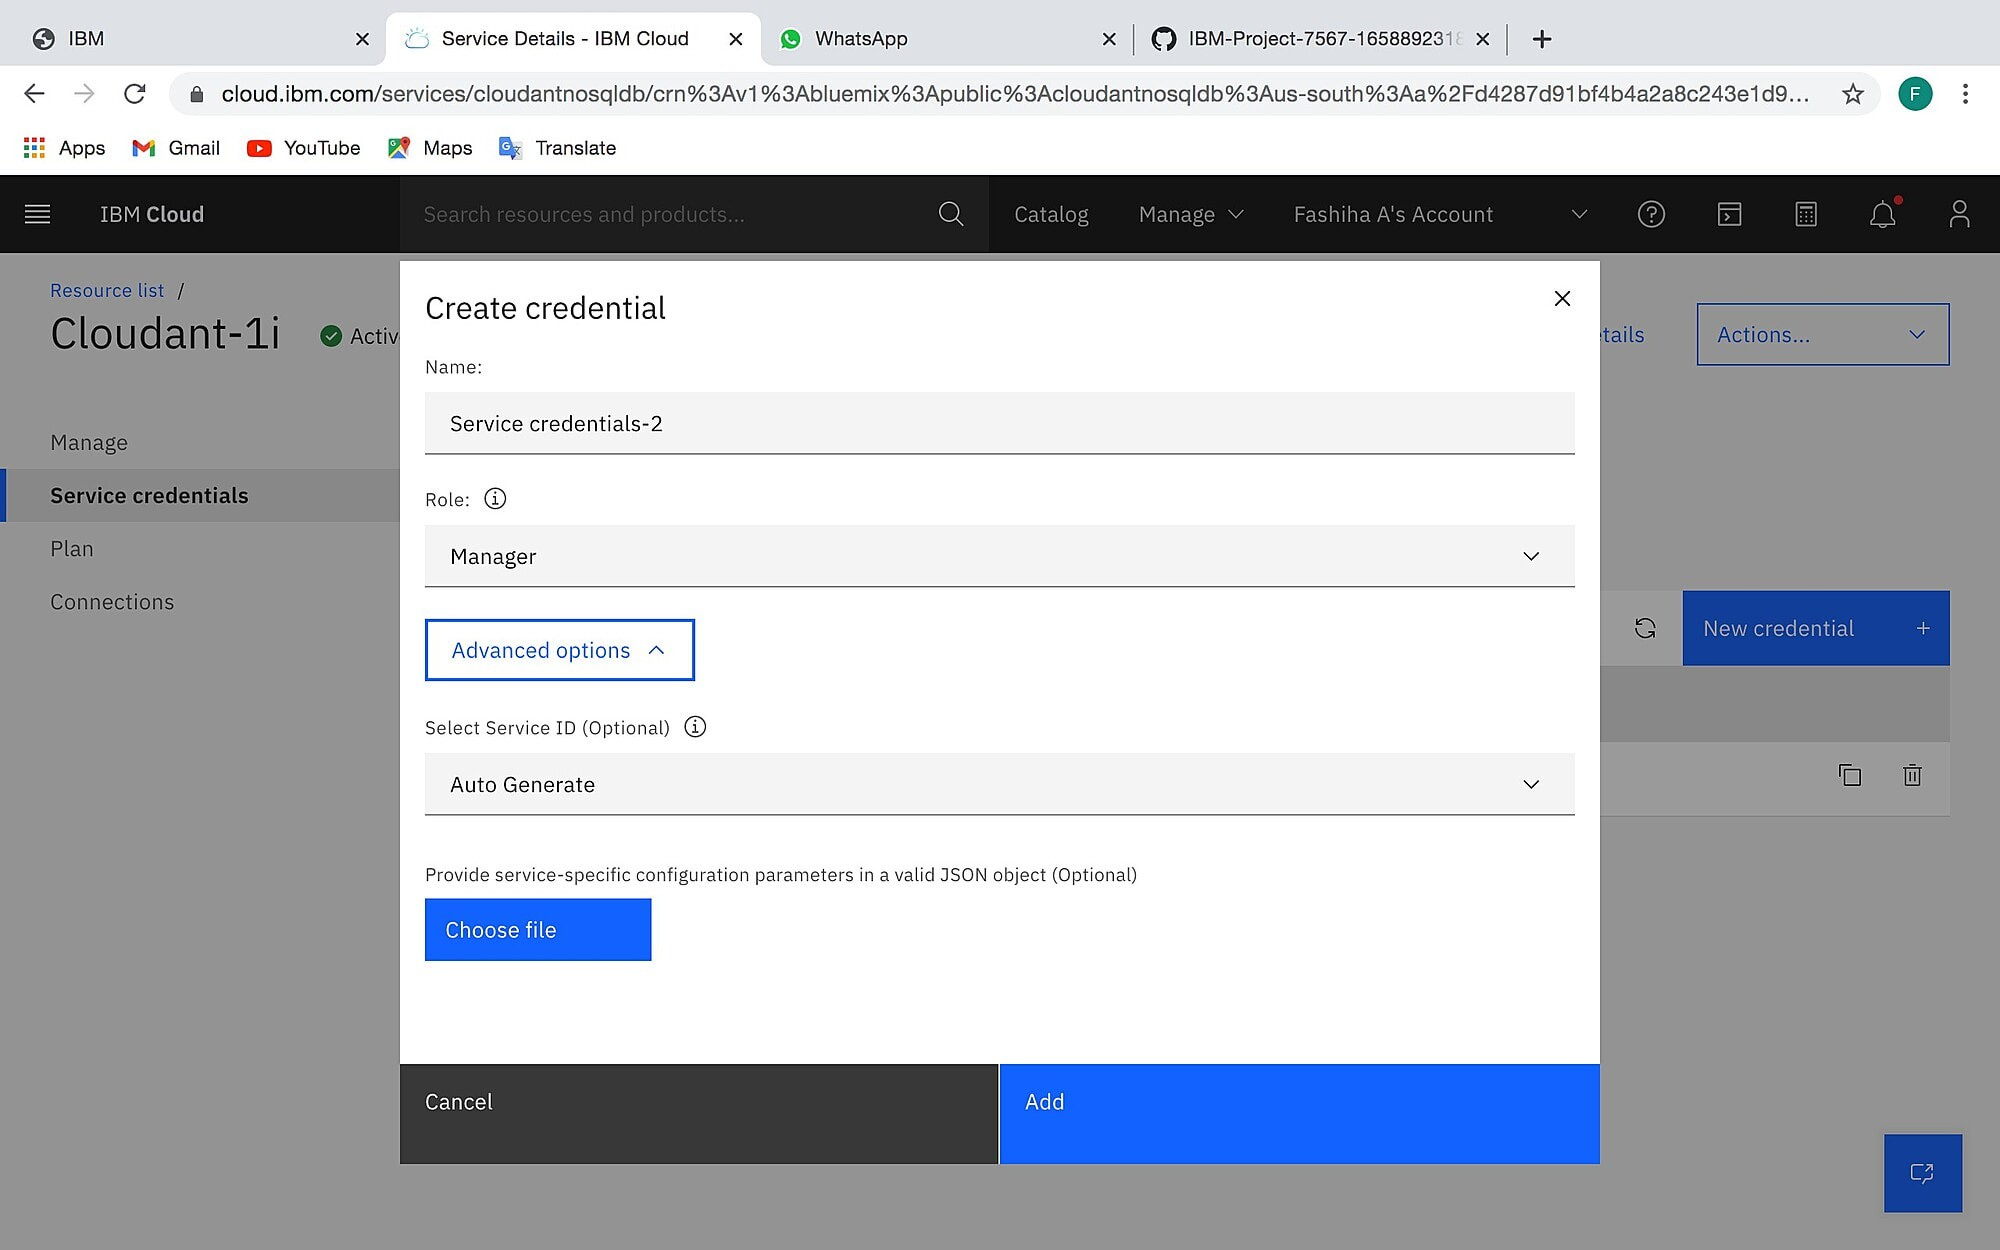 IBM
Service Details - IBM Cloud
WhatsApp
IBM-Project-7567-1658892318
cloud.ibm.com/services/cloudantnosqldb/crn%3Av1%3Abluemix%3Apublic%3Acloudantnosqldb%3Aus-south%3Aa%2Fd4287d91bf4b4a2a8c243e1d9...
F
Apps
Gmail
YouTube
Maps
Translate
IBM Cloud
Search resources and products...
Catalog
Manage
Fashiha A's Account
Resource list /
Cloudant-1i
Activ
etails
Actions...
Manage
Service credentials
Plan
Connections
New credential +
Create credential
Name:
Service credentials-2
Role:
Manager
Advanced options
Select Service ID (Optional)
Auto Generate
Provide service-specific configuration parameters in a valid JSON object (Optional)
Choose file
Cancel
Add